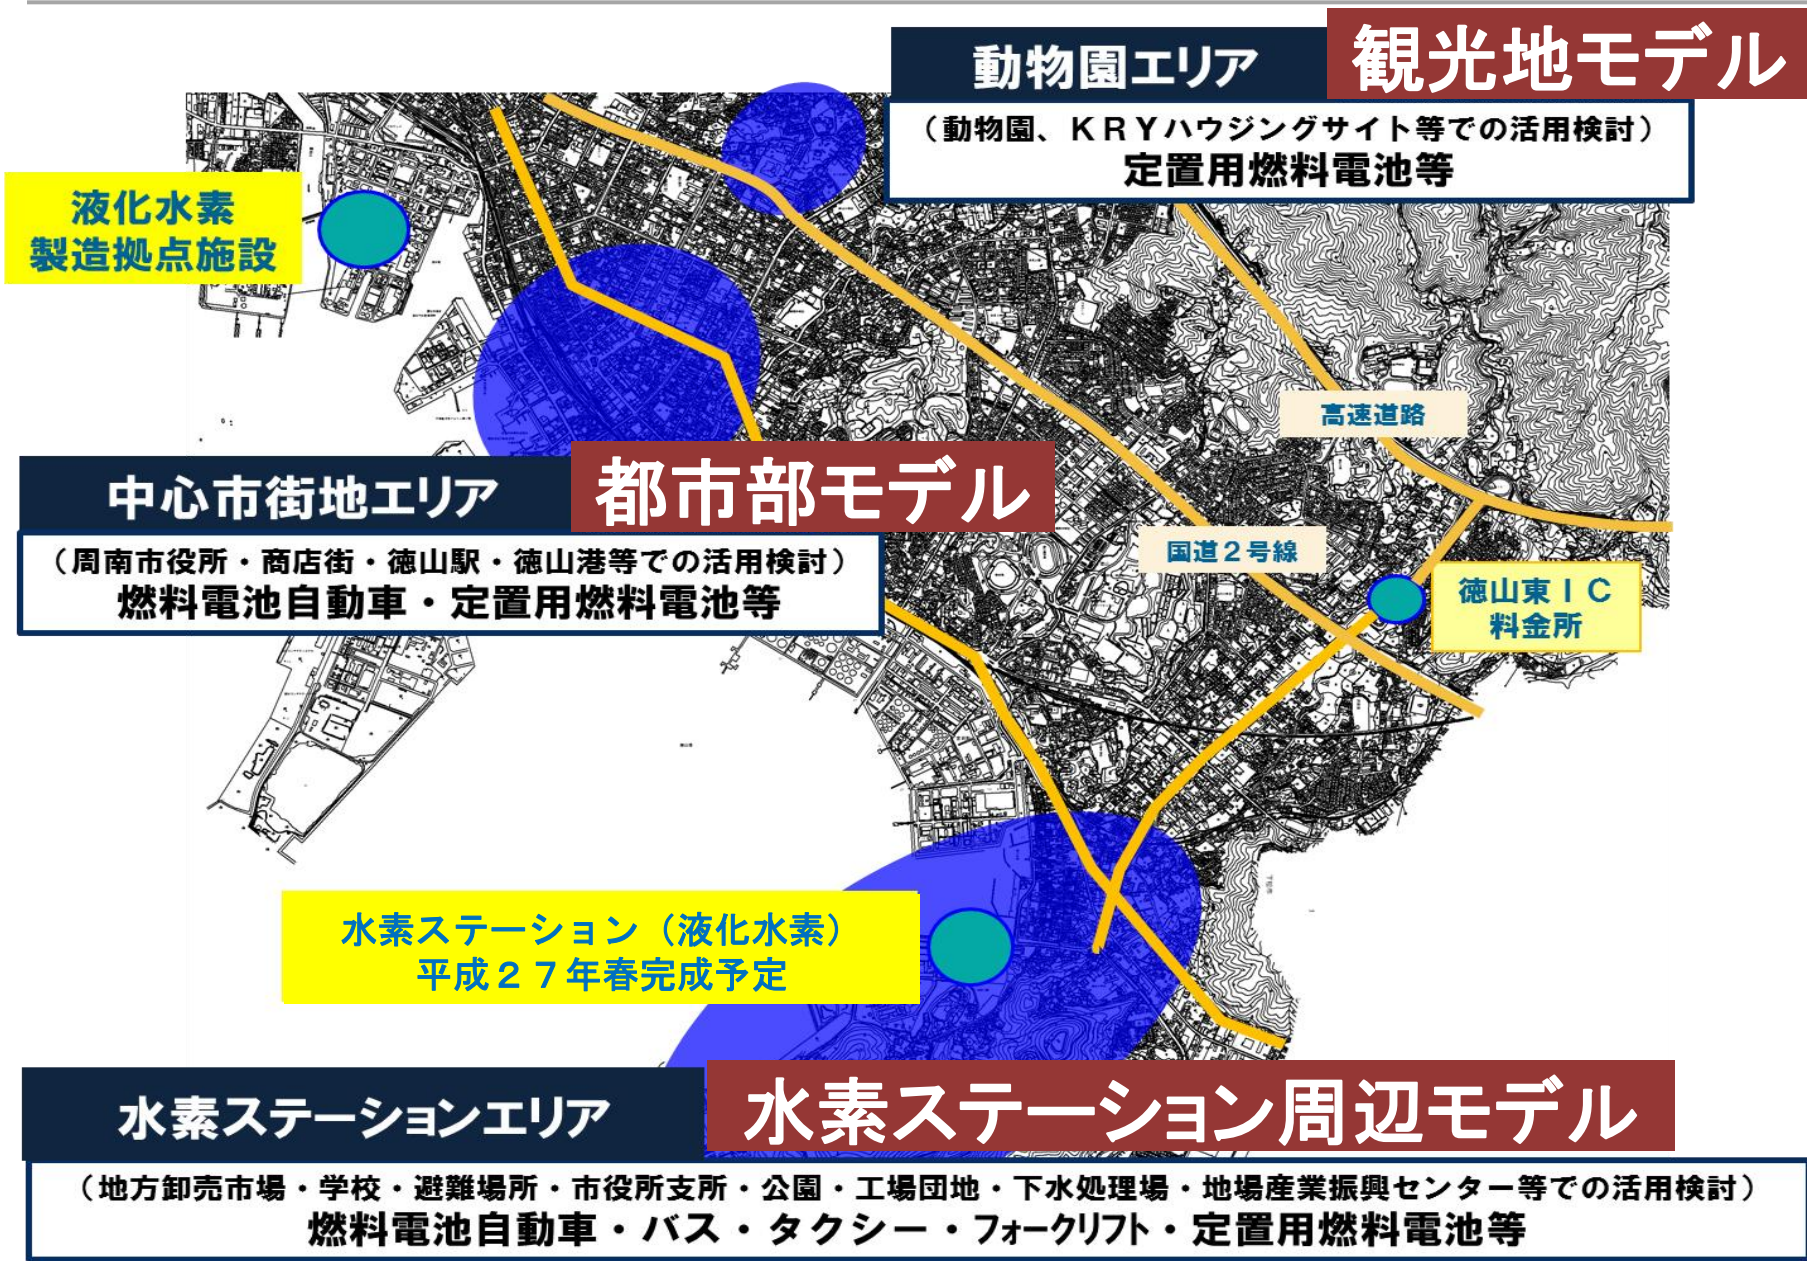 動物園エリア
観光地モデル
（動物園、ＫＲＹハウジングサイト等での活用検討）
定置用燃料電池等
液化水素
製造拠点施設
高速道路
中心市街地エリア
都市部モデル
（周南市役所・商店街・徳山駅・徳山港等での活用検討）
燃料電池自動車・定置用燃料電池等
国道２号線
徳山東ＩＣ
料金所
水素ステーション（液化水素）
平成２７年春完成予定
水素ステーションエリア
水素ステーション周辺モデル
（地方卸売市場・学校・避難場所・市役所支所・公園・工場団地・下水処理場・地場産業振興センター等での活用検討）
燃料電池自動車・バス・タクシー・フォークリフト・定置用燃料電池等